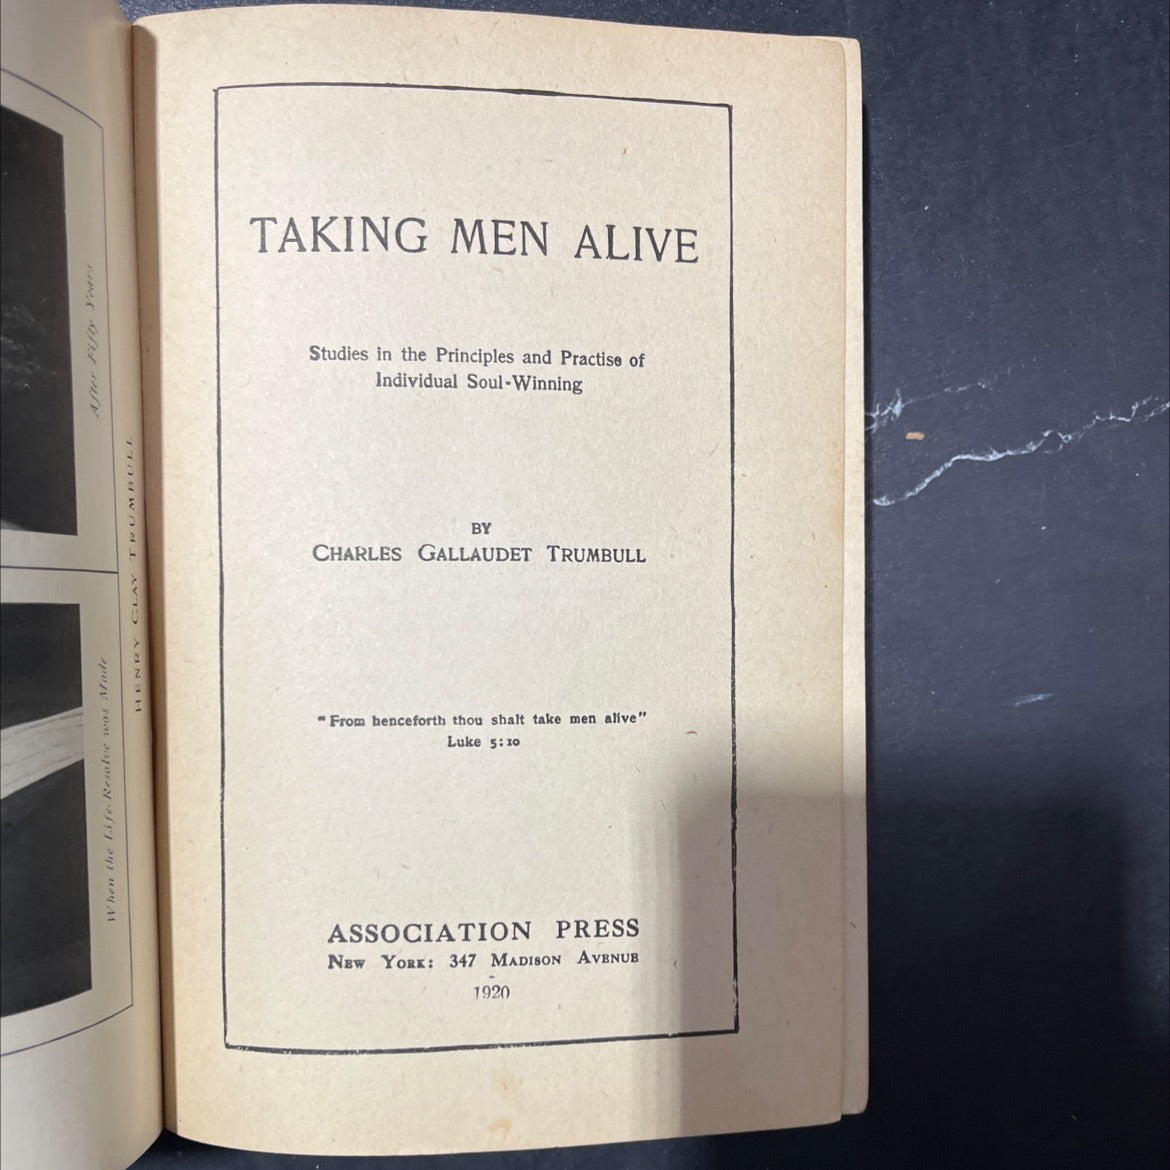 After Fifty Years
When the Life-Resolve was Made
HENRY CLAY TRUMBULL
TAKING MEN ALIVE
Studies in the Principles and Practise of
Individual Soul-Winning
BY
CHARLES GALLAUDET TRUMBULL
"From henceforth thou shalt take men alive"
Luke 5:10
ASSOCIATION PRESS
NEW YORK: 347 MADISON AVENUE
1920